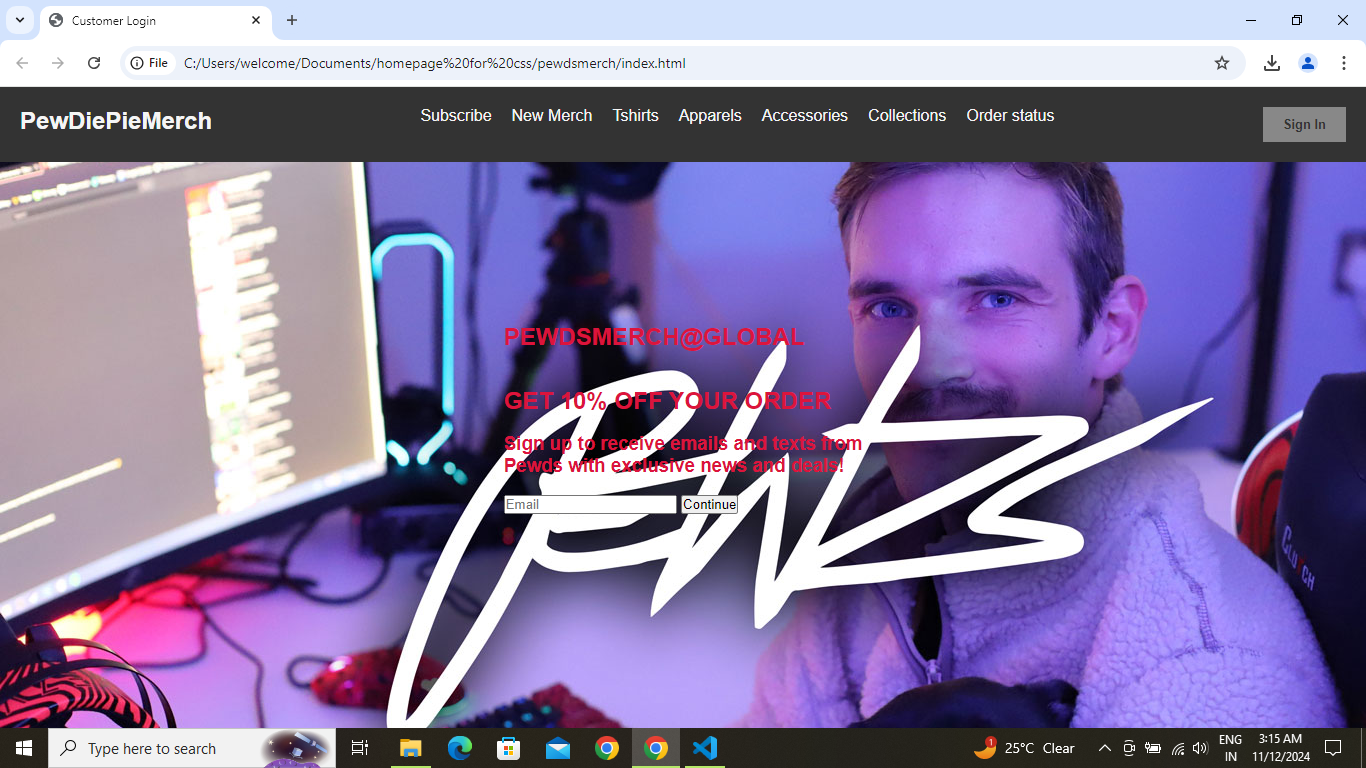 Customer Login
File
C:/Users/welcome/Documents/homepage%20for%20css/pewdsmerch/index.html
PewDiePieMerch
Subscribe New Merch Tshirts Apparels Accessories Collections Order status
Sign In
PEWDSMERCH@GLOBAL
GET 10% OFF YOUR ORDER
Sign up to receive emails and texts from
Pewds with exclusive news and deals!
Email Continue
CLUTCH
Type here to search
1
25°C Clear
ENG
IN
3:15 AM
11/12/2024